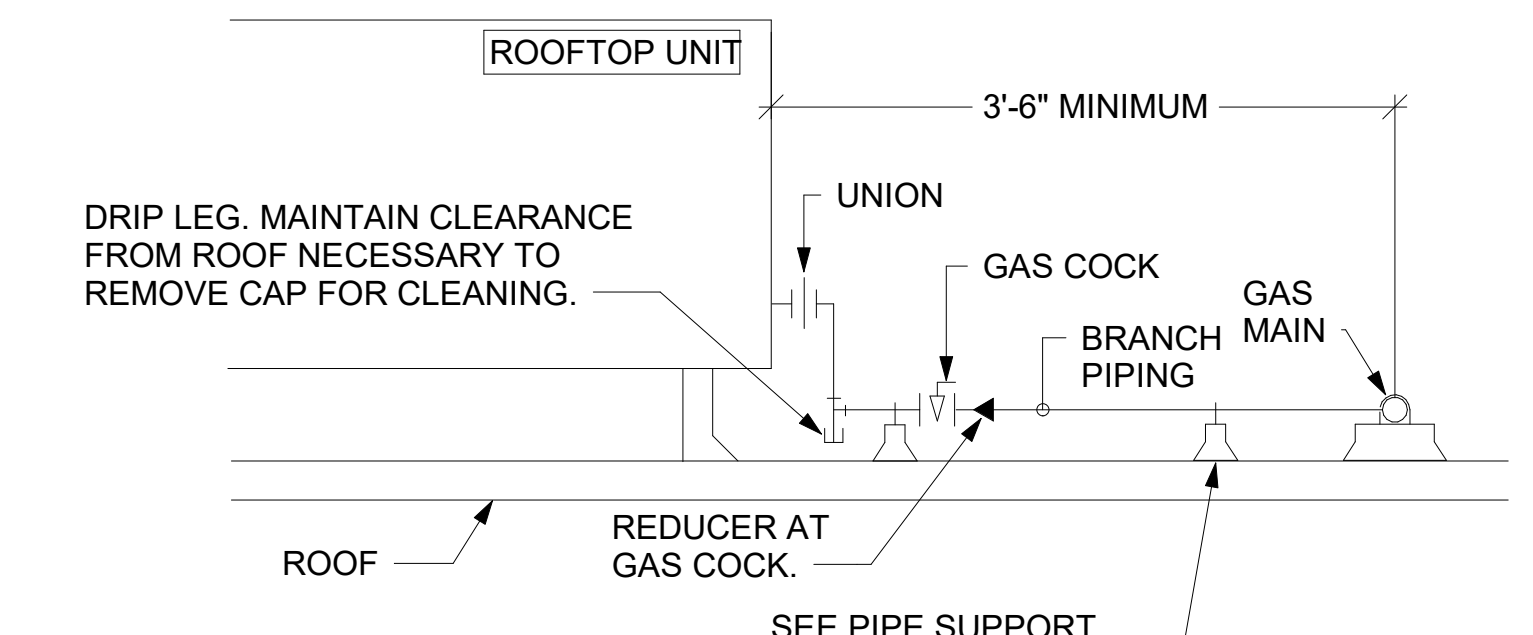 ROOFTOP UNIT
3'-6" MINIMUM
UNION
DRIP LEG. MAINTAIN CLEARANCE
FROM ROOF NECESSARY TO
REMOVE CAP FOR CLEANING.
GAS COCK
GAS
MAIN
BRANCH
PIPING
REDUCER AT
GAS COCK.
ROOF
SEE PIPE SUPPORT